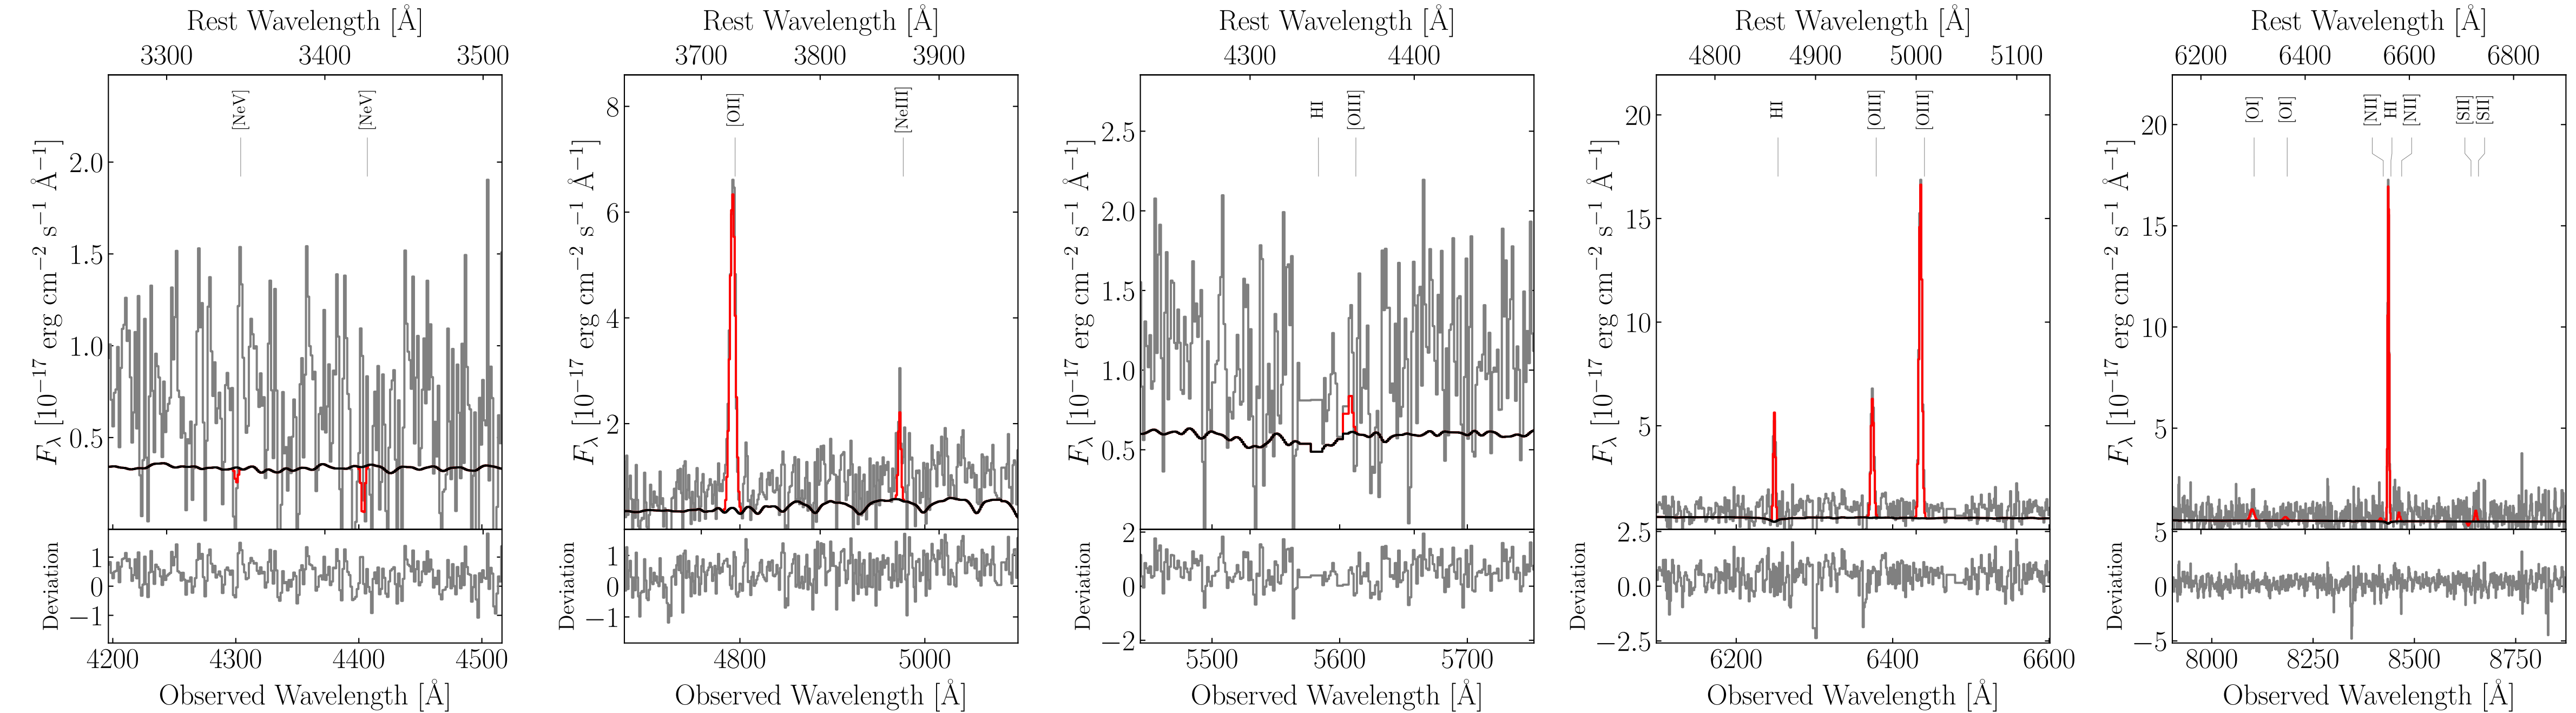 Rest Wavelength [Å]
3300 3400 3500
[NeV] [NeV]
2.0
1.5
1.0
0.5
F_λ [10⁻¹⁷ erg cm⁻² s⁻¹ Å⁻¹]
1
0
−1
Deviation
4200 4300 4400 4500
Observed Wavelength [Å]
Rest Wavelength [Å]
3700 3800 3900
[OII] [NeIII]
8
6
4
2
F_λ [10⁻¹⁷ erg cm⁻² s⁻¹ Å⁻¹]
1
0
−1
Deviation
4800 5000
Observed Wavelength [Å]
Rest Wavelength [Å]
4300 4400
HI [OIII]
2.5
2.0
1.5
1.0
0.5
F_λ [10⁻¹⁷ erg cm⁻² s⁻¹ Å⁻¹]
2
0
−2
Deviation
5500 5600 5700
Observed Wavelength [Å]
Rest Wavelength [Å]
4800 4900 5000 5100
HI [OIII] [OIII]
20
15
10
5
F_λ [10⁻¹⁷ erg cm⁻² s⁻¹ Å⁻¹]
2.5
0.0
−2.5
Deviation
6200 6400 6600
Observed Wavelength [Å]
Rest Wavelength [Å]
6200 6400 6600 6800
[OI] [OI] [NII] HI [NII] [SII] [SII]
20
15
10
5
F_λ [10⁻¹⁷ erg cm⁻² s⁻¹ Å⁻¹]
5
0
−5
Deviation
8000 8250 8500 8750
Observed Wavelength [Å]